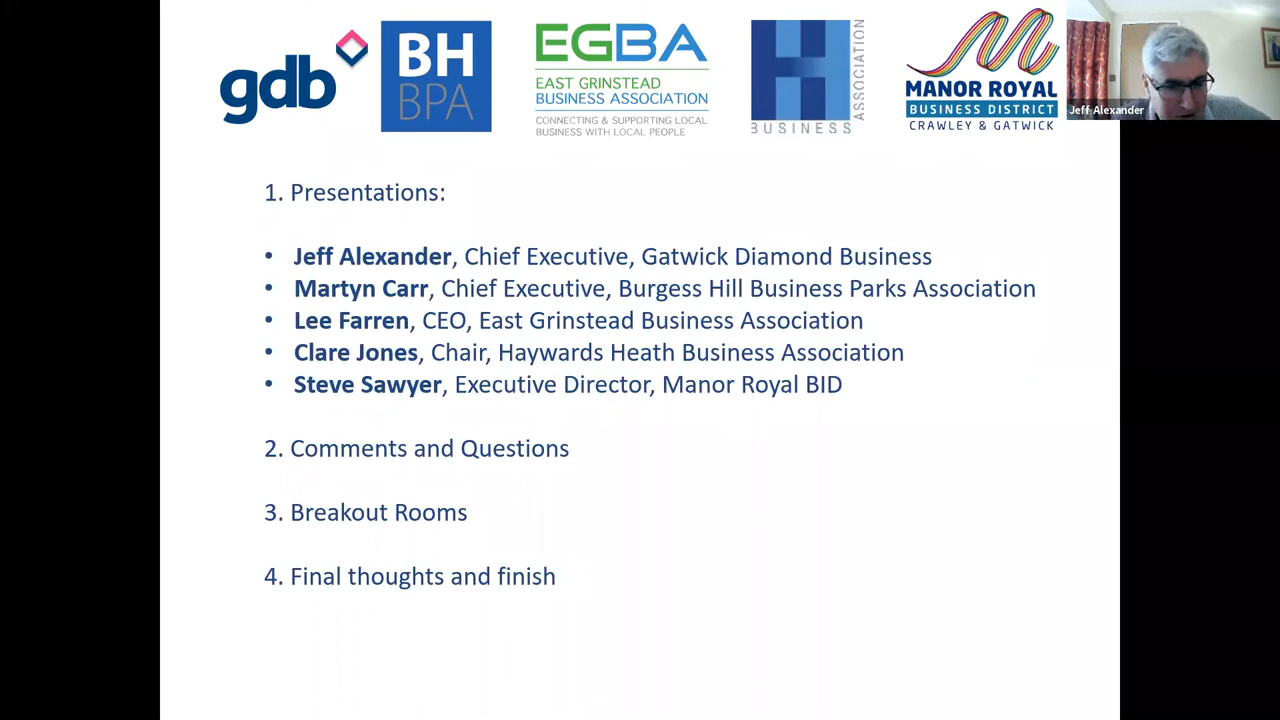 gdb
BH
BPA
EGBA
EAST GRINSTEAD
BUSINESS ASSOCIATION
CONNECTING & SUPPORTING LOCAL
BUSINESS WITH LOCAL PEOPLE
H
BUSINESS
ASSOCIATION
MANOR ROYAL
BUSINESS DISTRICT
CRAWLEY & GATWICK
Jeff Alexander
1. Presentations:
• Jeff Alexander, Chief Executive, Gatwick Diamond Business
• Martyn Carr, Chief Executive, Burgess Hill Business Parks Association
• Lee Farren, CEO, East Grinstead Business Association
• Clare Jones, Chair, Haywards Heath Business Association
• Steve Sawyer, Executive Director, Manor Royal BID
2. Comments and Questions
3. Breakout Rooms
4. Final thoughts and finish